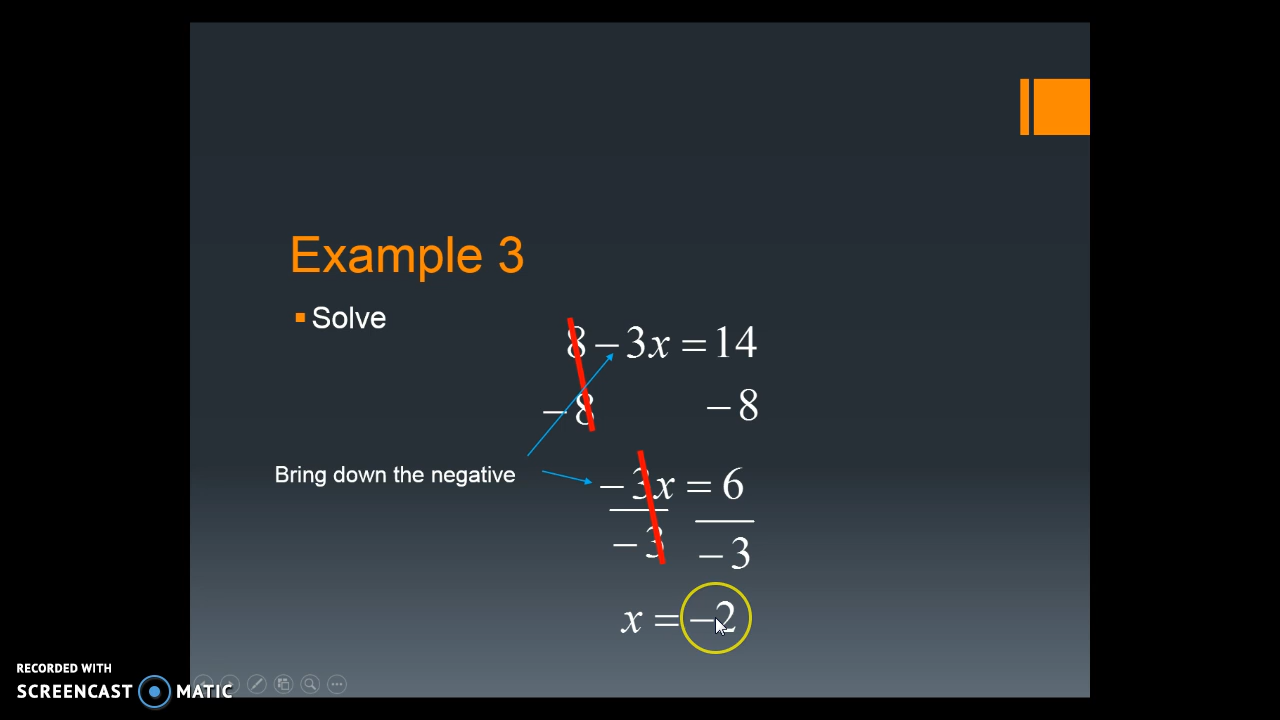 Example 3
▪ Solve
8 − 3x = 14
−8 −8
Bring down the negative
−3x = 6
−3 −3
x = −2
RECORDED WITH
SCREENCAST MATIC